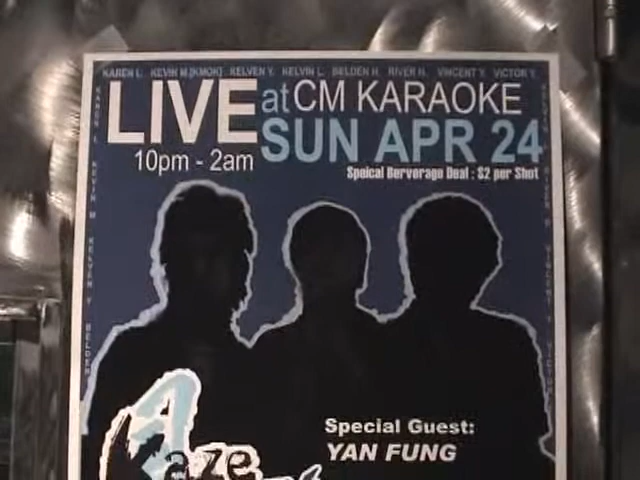 KAREN L. KEVIN M.[KMOK] KELVEN Y. KELVIN L. BELDEN H. RIVER H. VINCENT Y. VICTOR Y.
LIVE at CM KARAOKE
SUN APR 24
10pm - 2am
Speical Berverage Deal : $2 per Shot
Special Guest:
YAN FUNG